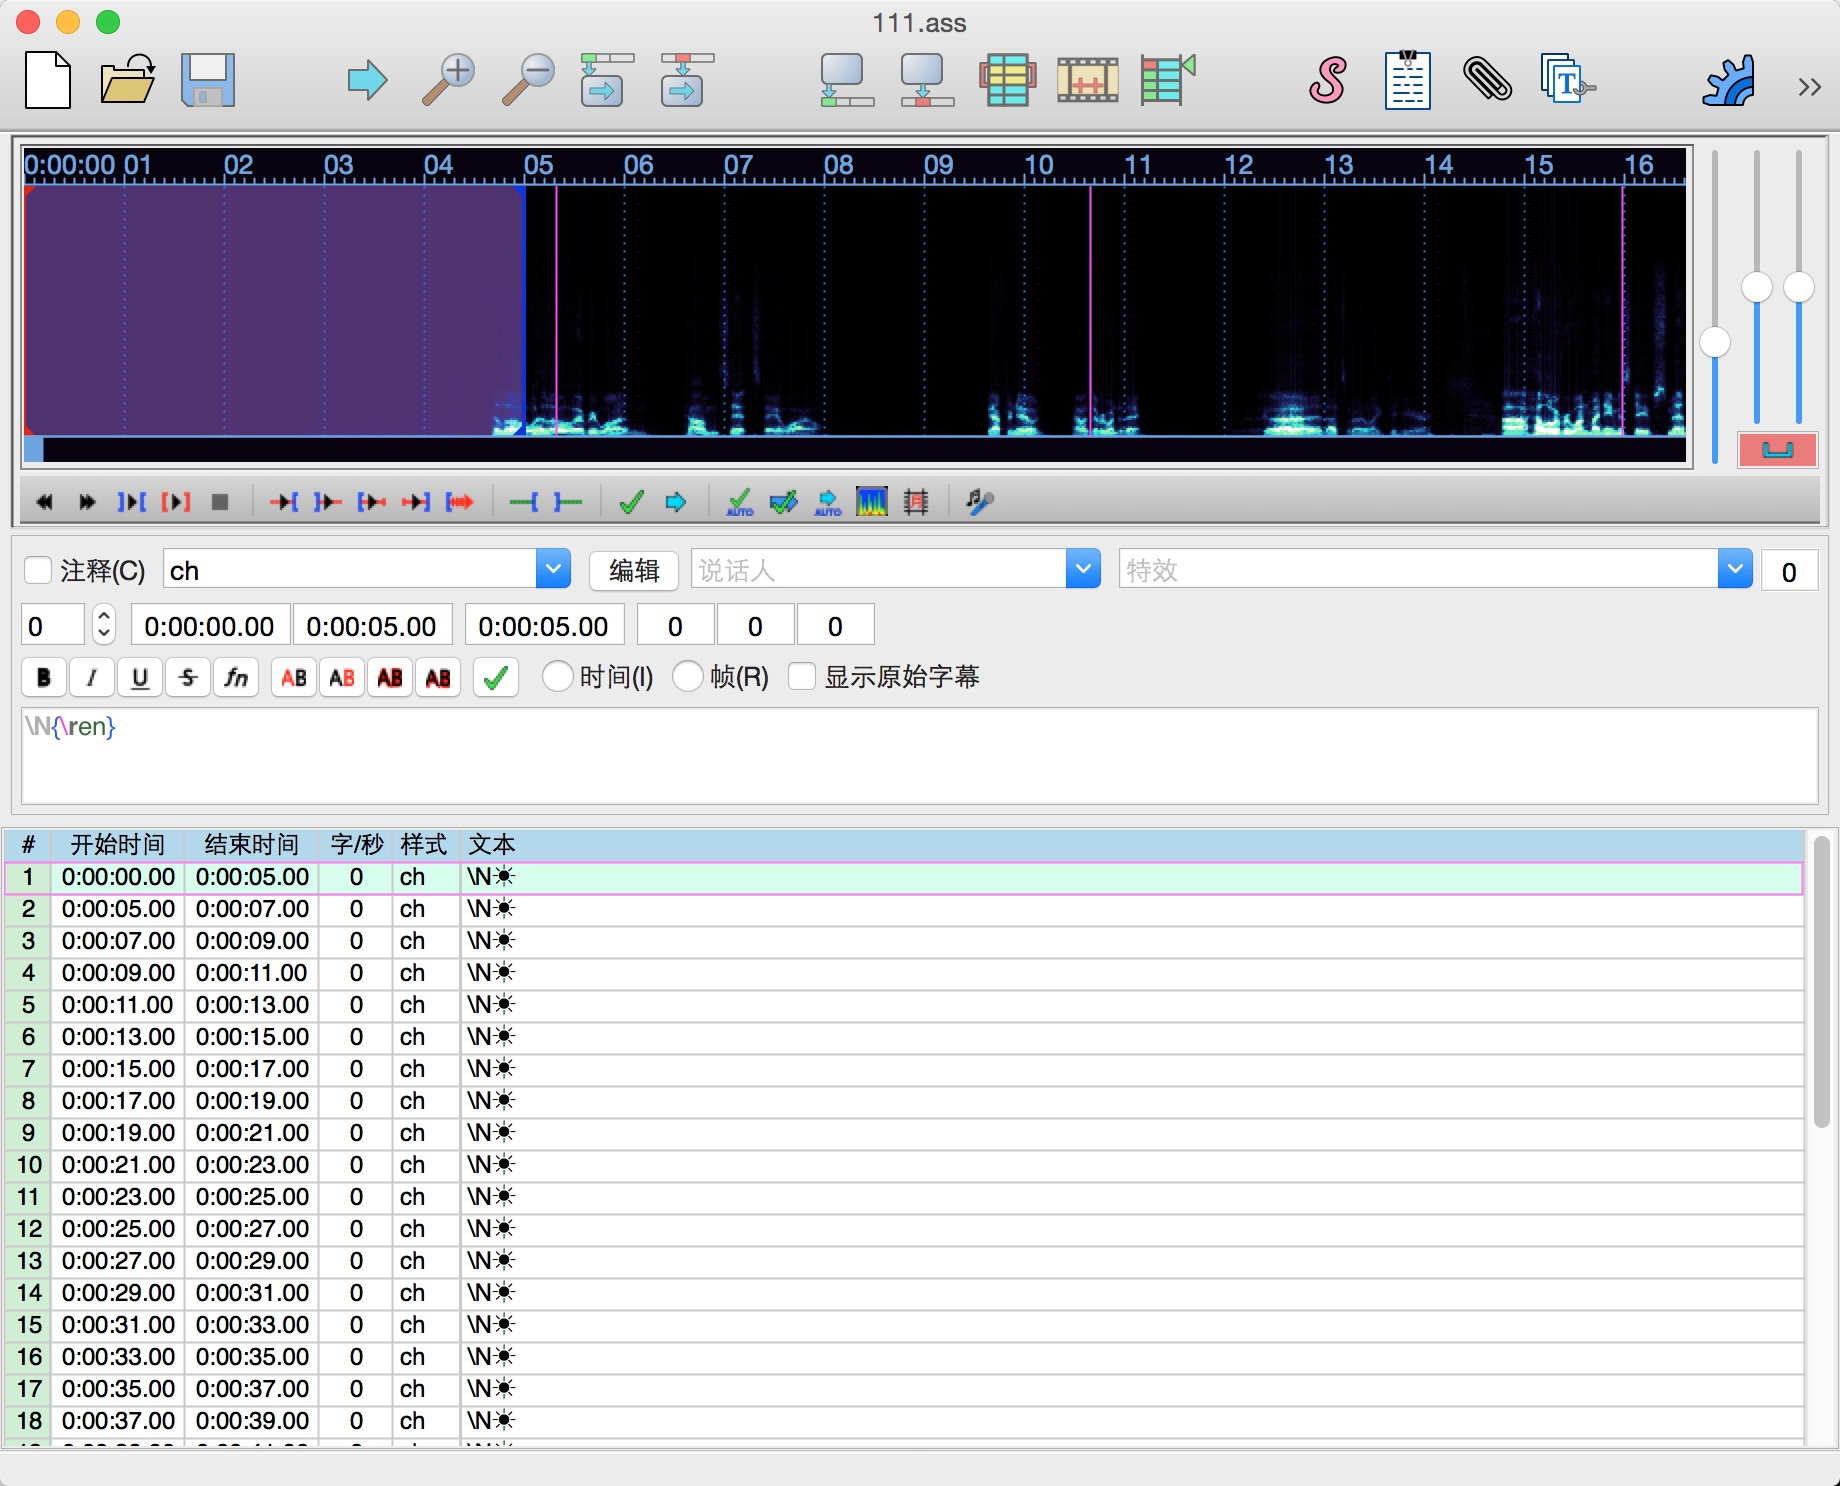 111.ass
0:00:00 01 02 03 04 05 06 07 08 09 10 11 12 13 14 15 16
AUTO AUTO
注释(C) ch 编辑 说话人 特效 0
0 0:00:00.00 0:00:05.00 0:00:05.00 0 0 0
B I U S fn AB AB AB AB 时间(I) 帧(R) 显示原始字幕
\N{\ren}
# 开始时间 结束时间 字/秒 样式 文本
1 0:00:00.00 0:00:05.00 0 ch \N☀
2 0:00:05.00 0:00:07.00 0 ch \N☀
3 0:00:07.00 0:00:09.00 0 ch \N☀
4 0:00:09.00 0:00:11.00 0 ch \N☀
5 0:00:11.00 0:00:13.00 0 ch \N☀
6 0:00:13.00 0:00:15.00 0 ch \N☀
7 0:00:15.00 0:00:17.00 0 ch \N☀
8 0:00:17.00 0:00:19.00 0 ch \N☀
9 0:00:19.00 0:00:21.00 0 ch \N☀
10 0:00:21.00 0:00:23.00 0 ch \N☀
11 0:00:23.00 0:00:25.00 0 ch \N☀
12 0:00:25.00 0:00:27.00 0 ch \N☀
13 0:00:27.00 0:00:29.00 0 ch \N☀
14 0:00:29.00 0:00:31.00 0 ch \N☀
15 0:00:31.00 0:00:33.00 0 ch \N☀
16 0:00:33.00 0:00:35.00 0 ch \N☀
17 0:00:35.00 0:00:37.00 0 ch \N☀
18 0:00:37.00 0:00:39.00 0 ch \N☀